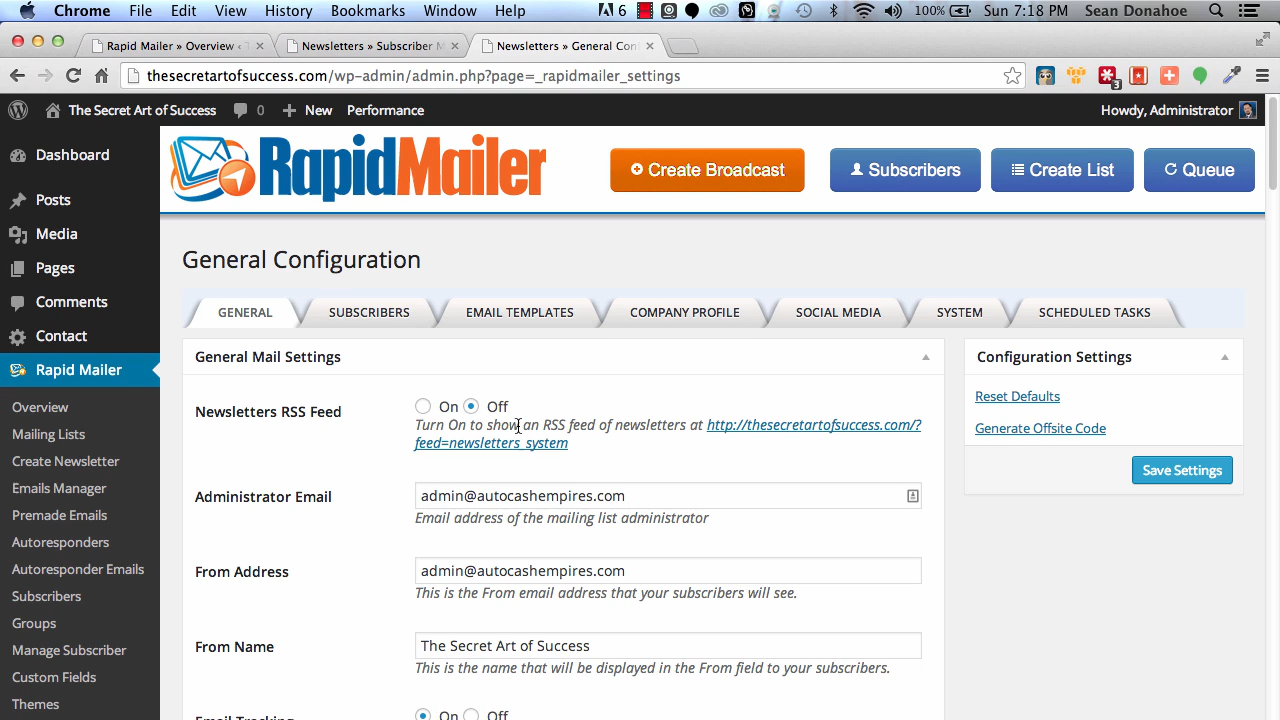 Chrome File Edit View History Bookmarks Window Help 6 100% Sun 7:18 PM Sean Donahoe
Rapid Mailer » Overview ‹ T
Newsletters » Subscriber M
Newsletters » General Con
thesecretartofsuccess.com/wp-admin/admin.php?page=_rapidmailer_settings
3
The Secret Art of Success 0 New Performance Howdy, Administrator
RapidMailer
Create Broadcast
Subscribers
Create List
Queue
Dashboard
Posts
Media
Pages
Comments
Contact
Rapid Mailer
Overview
Mailing Lists
Create Newsletter
Emails Manager
Premade Emails
Autoresponders
Autoresponder Emails
Subscribers
Groups
Manage Subscriber
Custom Fields
Themes
General Configuration
GENERAL SUBSCRIBERS EMAIL TEMPLATES COMPANY PROFILE SOCIAL MEDIA SYSTEM SCHEDULED TASKS
General Mail Settings
Newsletters RSS Feed
On Off
Turn On to show an RSS feed of newsletters at http://thesecretartofsuccess.com/?
feed=newsletters_system
Administrator Email
admin@autocashempires.com
Email address of the mailing list administrator
From Address
admin@autocashempires.com
This is the From email address that your subscribers will see.
From Name
The Secret Art of Success
This is the name that will be displayed in the From field to your subscribers.
Email Tracking
On Off
Configuration Settings
Reset Defaults
Generate Offsite Code
Save Settings